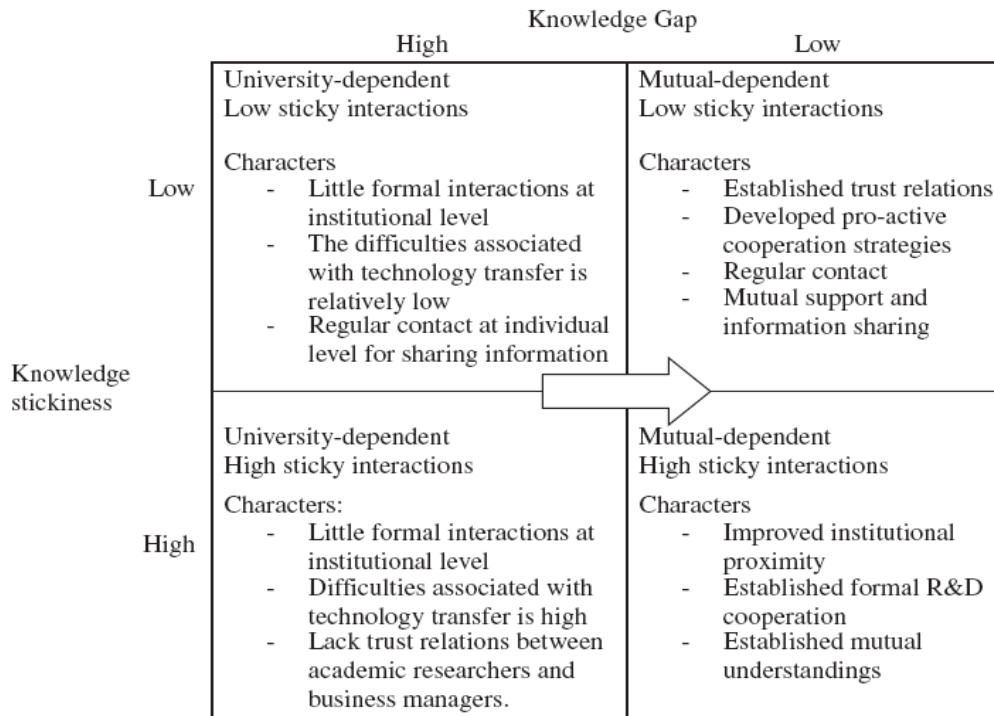 Knowledge Gap
High
Low
University-dependent
Low sticky interactions
Characters
- Little formal interactions at
institutional level
- The difficulties associated
with technology transfer is
relatively low
- Regular contact at individual
level for sharing information
Mutual-dependent
Low sticky interactions
Characters
- Established trust relations
- Developed pro-active
cooperation strategies
- Regular contact
- Mutual support and
information sharing
Low
Knowledge
stickiness
University-dependent
High sticky interactions
Characters:
- Little formal interactions at
institutional level
- Difficulties associated with
technology transfer is high
- Lack trust relations between
academic researchers and
business managers.
Mutual-dependent
High sticky interactions
Characters
- Improved institutional
proximity
- Established formal R&D
cooperation
- Established mutual
understandings
High